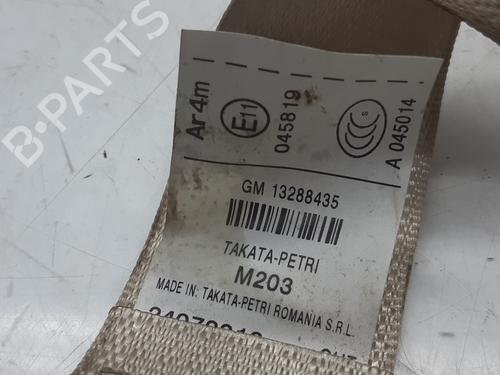 B-PARTS
Ar4m
E11
045819
S
A 045014
GM 13288435
TAKATA-PETRI
M203
MADE IN: TAKATA-PETRI ROMANIA S.R.L.